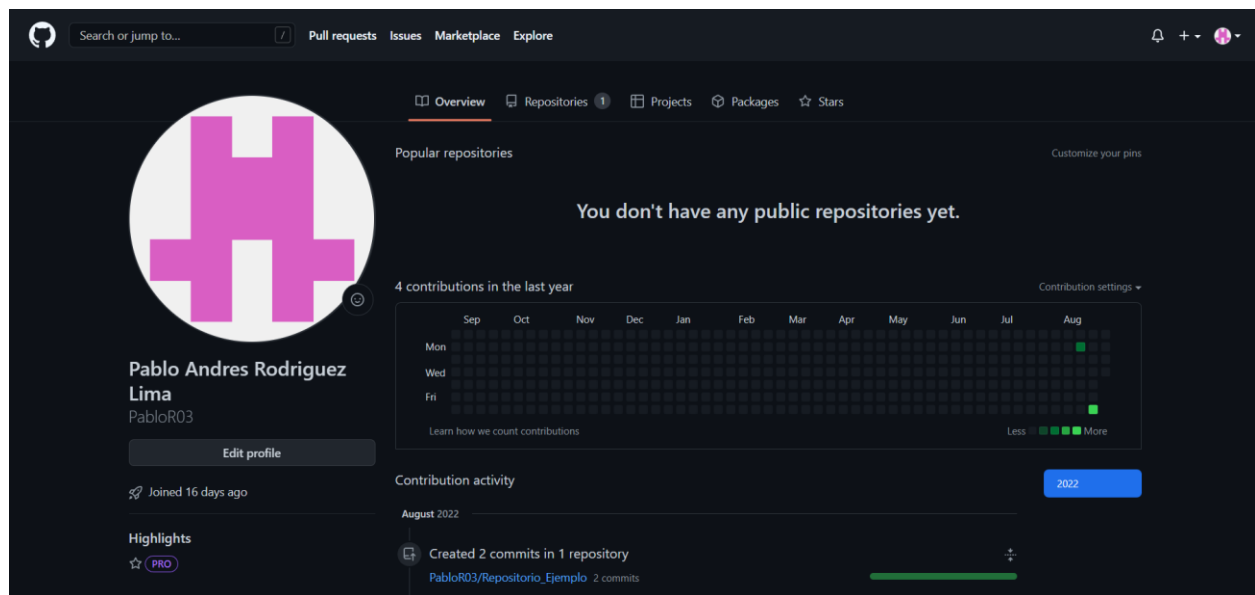 Search or jump to... /
Pull requests Issues Marketplace Explore
Overview Repositories 1 Projects Packages Stars
Pablo Andres Rodriguez
Lima
PabloR03
Edit profile
Joined 16 days ago
Highlights
PRO
Popular repositories
Customize your pins
You don't have any public repositories yet.
4 contributions in the last year
Contribution settings
Sep Oct Nov Dec Jan Feb Mar Apr May Jun Jul Aug
Mon
Wed
Fri
Learn how we count contributions
Less More
Contribution activity
2022
August 2022
Created 2 commits in 1 repository
PabloR03/Repositorio_Ejemplo 2 commits